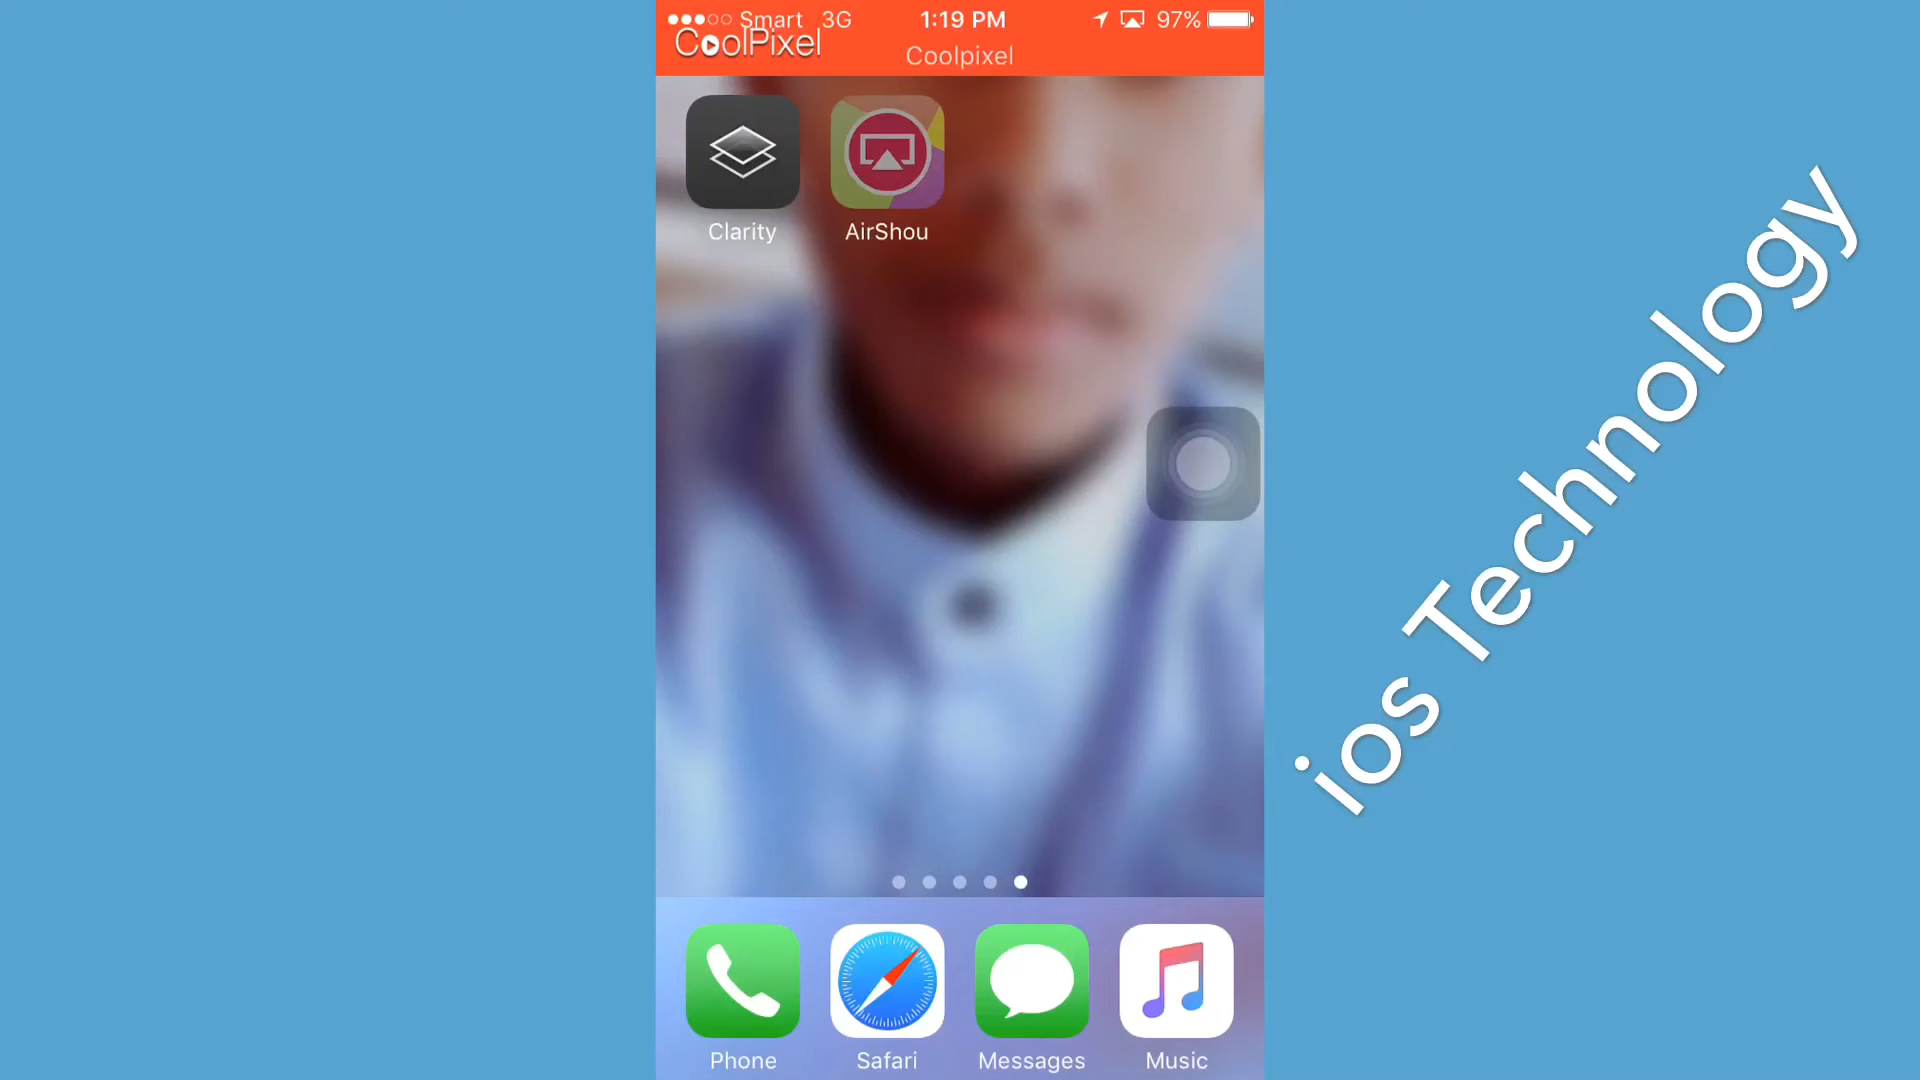 Smart 3G 1:19 PM 97%
CoolPixel
Coolpixel
Clarity AirShou
ios Technology
Phone Safari Messages Music